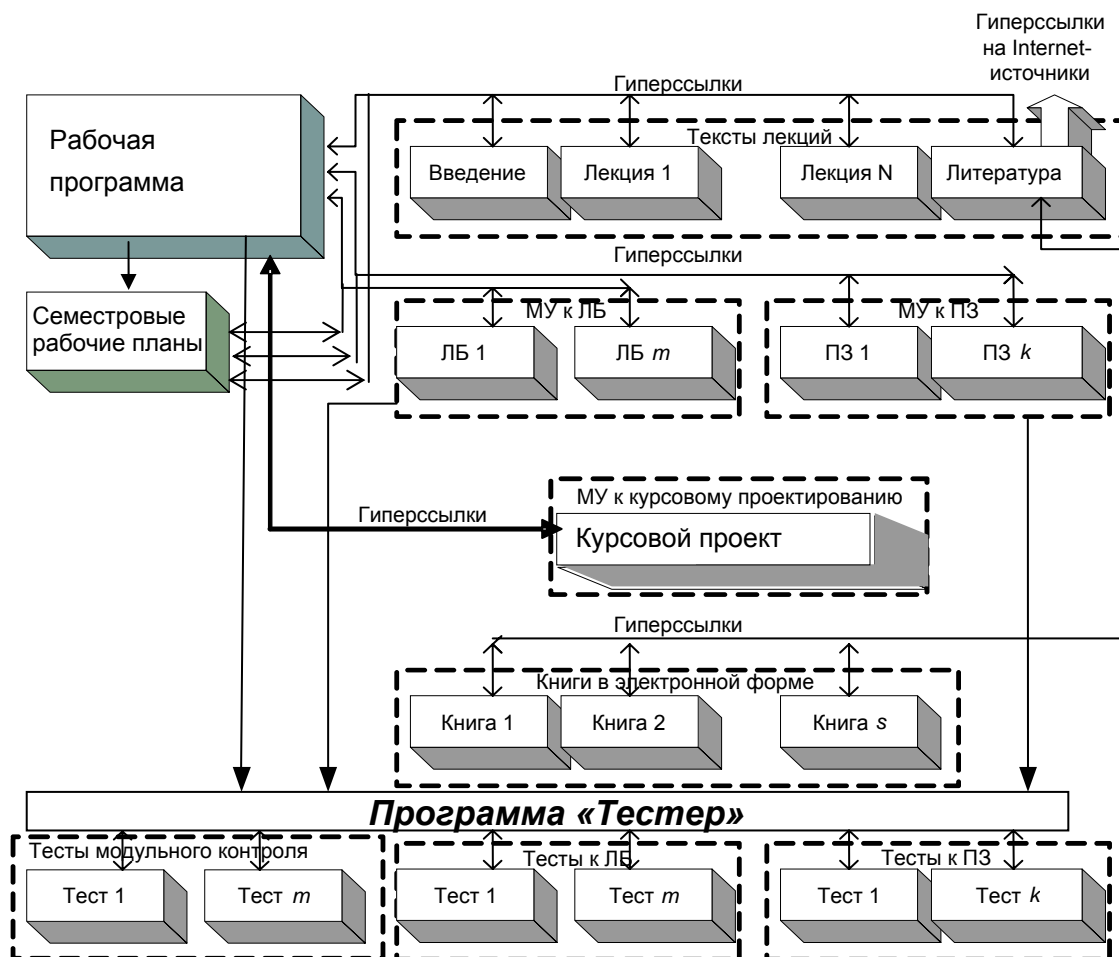 Гиперссылки
на Internet-
источники
Гиперссылки
Рабочая
программа
Тексты лекций
Введение
Лекция 1
Лекция N
Литература
Гиперссылки
Семестровые
рабочие планы
МУ к ЛБ
МУ к ПЗ
ЛБ 1
ЛБ m
ПЗ 1
ПЗ k
МУ к курсовому проектированию
Гиперссылки
Курсовой проект
Гиперссылки
Книги в электронной форме
Книга 1
Книга 2
Книга s
Программа «Тестер»
Тесты модульного контроля
Тесты к ЛБ
Тесты к ПЗ
Тест 1
Тест m
Тест 1
Тест m
Тест 1
Тест k